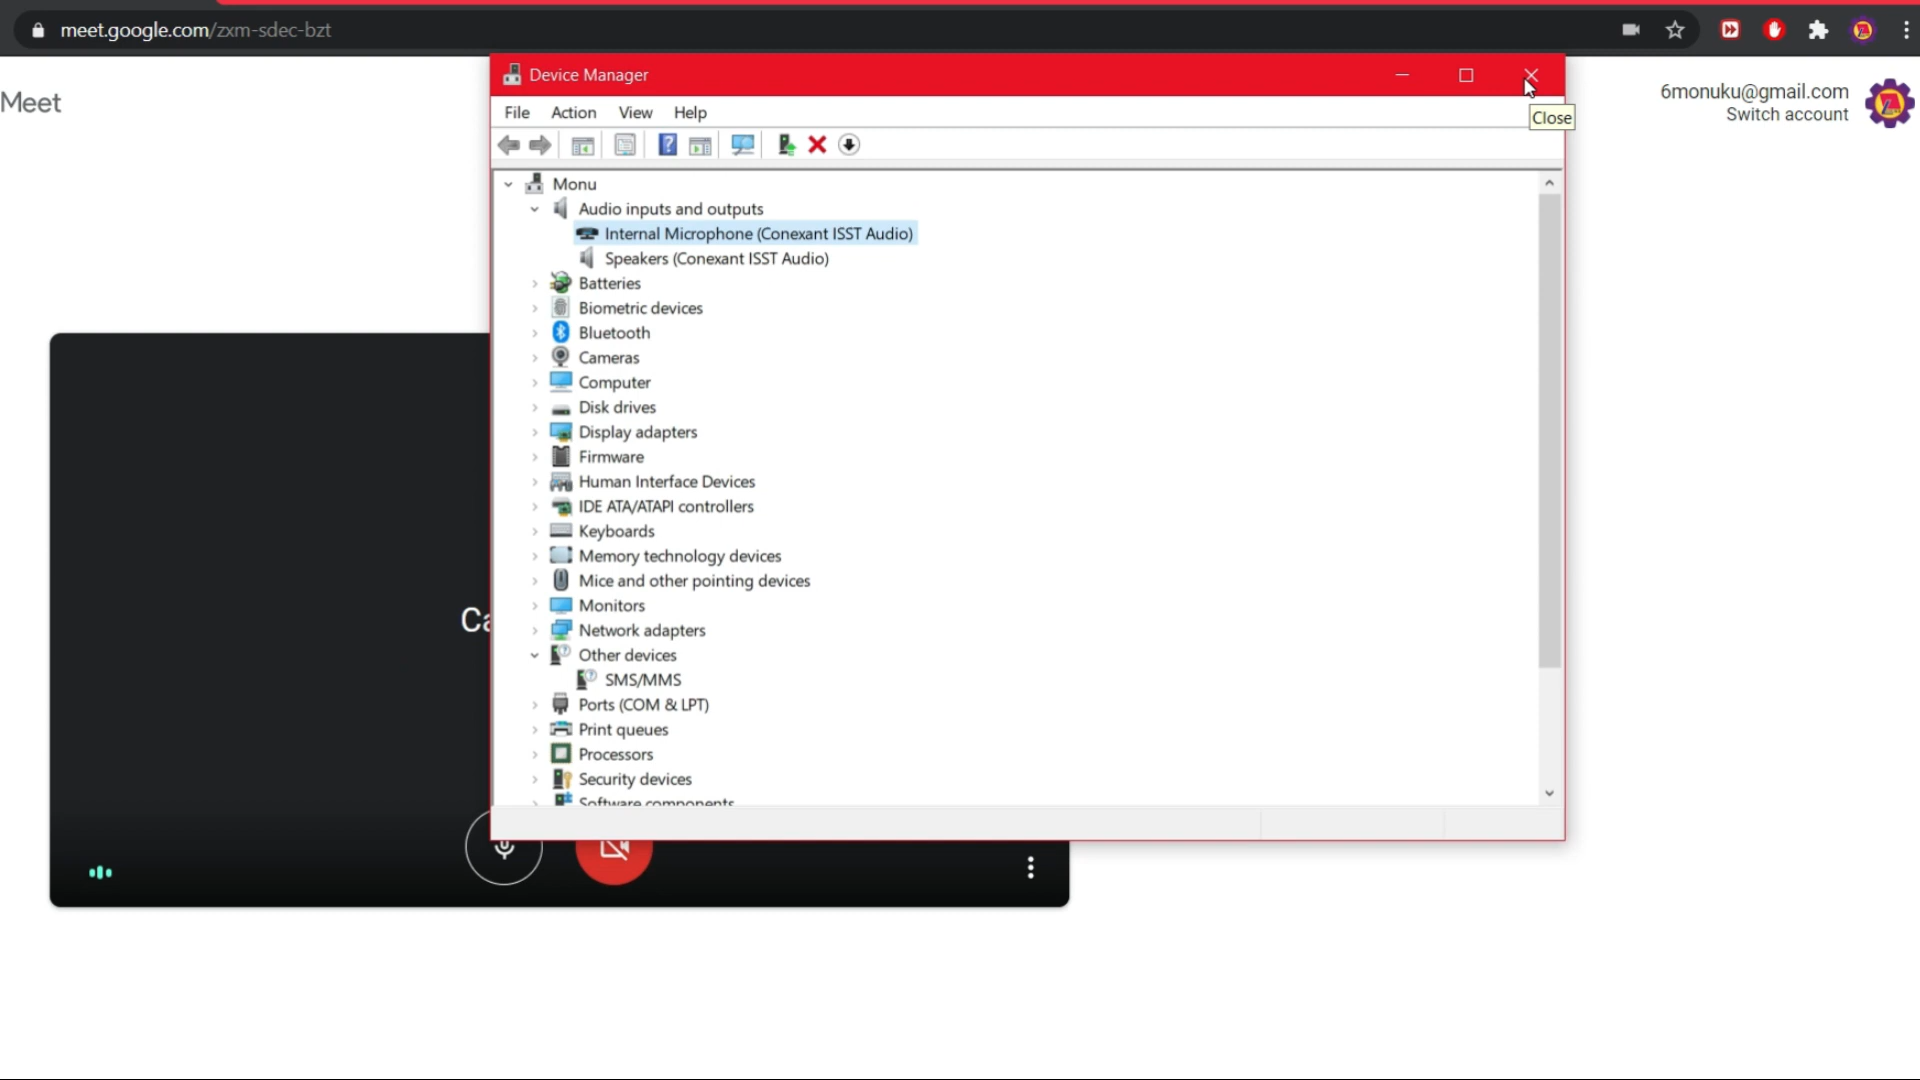 meet.google.com/zxm-sdec-bzt
Device Manager
Meet
6monuku@gmail.com
Switch account
File Action View Help
Close
Monu
Audio inputs and outputs
Internal Microphone (Conexant ISST Audio)
Speakers (Conexant ISST Audio)
Batteries
Biometric devices
Bluetooth
Cameras
Computer
Disk drives
Display adapters
Firmware
Human Interface Devices
IDE ATA/ATAPI controllers
Keyboards
Memory technology devices
Mice and other pointing devices
Monitors
Ca
Network adapters
Other devices
SMS/MMS
Ports (COM & LPT)
Print queues
Processors
Security devices
Software components